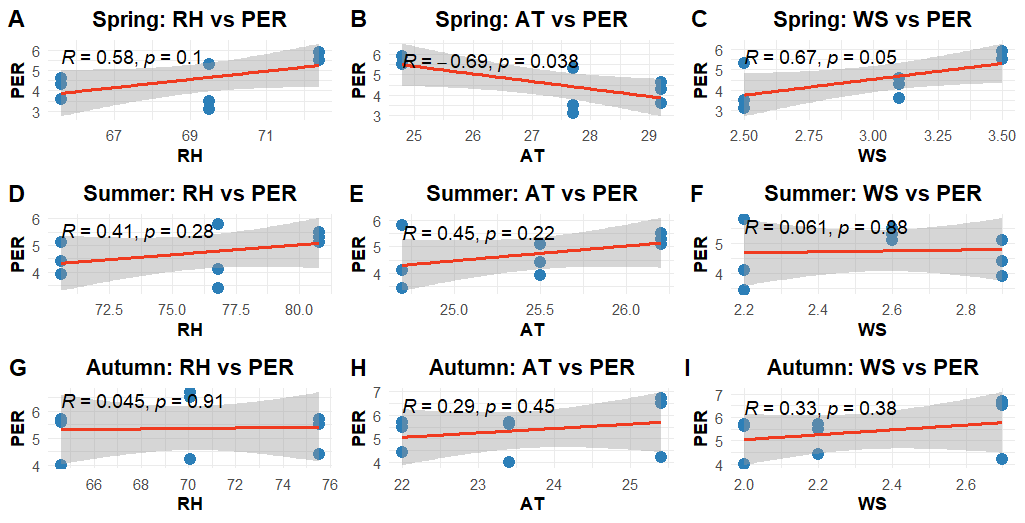 A Spring: RH vs PER
R = 0.58, p = 0.1
PER
6
5
4
3
67 69 71
RH
B Spring: AT vs PER
R = −0.69, p = 0.038
PER
6
5
4
3
25 26 27 28 29
AT
C Spring: WS vs PER
R = 0.67, p = 0.05
PER
6
5
4
3
2.50 2.75 3.00 3.25 3.50
WS
D Summer: RH vs PER
R = 0.41, p = 0.28
PER
6
5
4
72.5 75.0 77.5 80.0
RH
E Summer: AT vs PER
R = 0.45, p = 0.22
PER
6
5
4
25.0 25.5 26.0
AT
F Summer: WS vs PER
R = 0.061, p = 0.88
PER
5
4
2.2 2.4 2.6 2.8
WS
G Autumn: RH vs PER
R = 0.045, p = 0.91
PER
6
5
4
66 68 70 72 74 76
RH
H Autumn: AT vs PER
R = 0.29, p = 0.45
PER
7
6
5
4
22 23 24 25
AT
I Autumn: WS vs PER
R = 0.33, p = 0.38
PER
7
6
5
4
2.0 2.2 2.4 2.6
WS